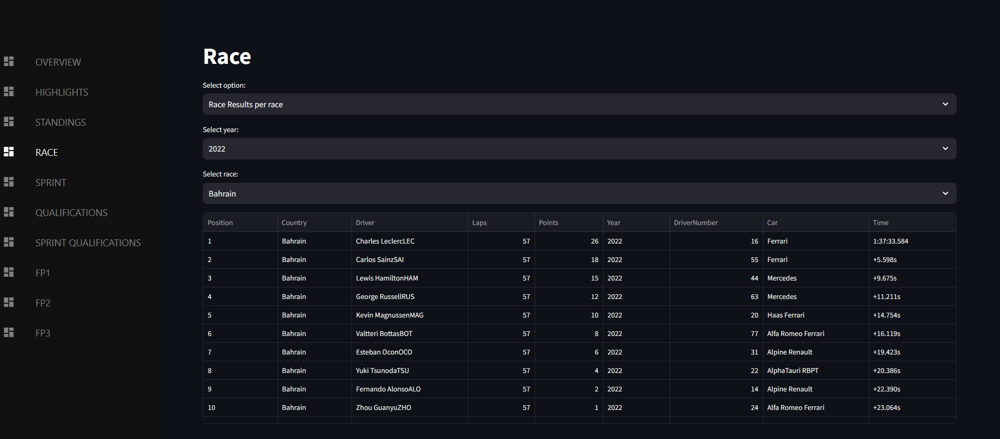 OVERVIEW
HIGHLIGHTS
STANDINGS
RACE
SPRINT
QUALIFICATIONS
SPRINT QUALIFICATIONS
FP1
FP2
FP3
Race
Select option:
Race Results per race
Select year:
2022
Select race:
Bahrain
Position Country Driver Laps Points Year DriverNumber Car Time
1 Bahrain Charles LeclercLEC 57 26 2022 16 Ferrari 1:37:33.584
2 Bahrain Carlos SainzSAI 57 18 2022 55 Ferrari +5.598s
3 Bahrain Lewis HamiltonHAM 57 15 2022 44 Mercedes +9.675s
4 Bahrain George RussellRUS 57 12 2022 63 Mercedes +11.211s
5 Bahrain Kevin MagnussenMAG 57 10 2022 20 Haas Ferrari +14.754s
6 Bahrain Valtteri BottasBOT 57 8 2022 77 Alfa Romeo Ferrari +16.119s
7 Bahrain Esteban OconOCO 57 6 2022 31 Alpine Renault +19.423s
8 Bahrain Yuki TsunodaTSU 57 4 2022 22 AlphaTauri RBPT +20.386s
9 Bahrain Fernando AlonsoALO 57 2 2022 14 Alpine Renault +22.390s
10 Bahrain Zhou GuanyuZHO 57 1 2022 24 Alfa Romeo Ferrari +23.064s